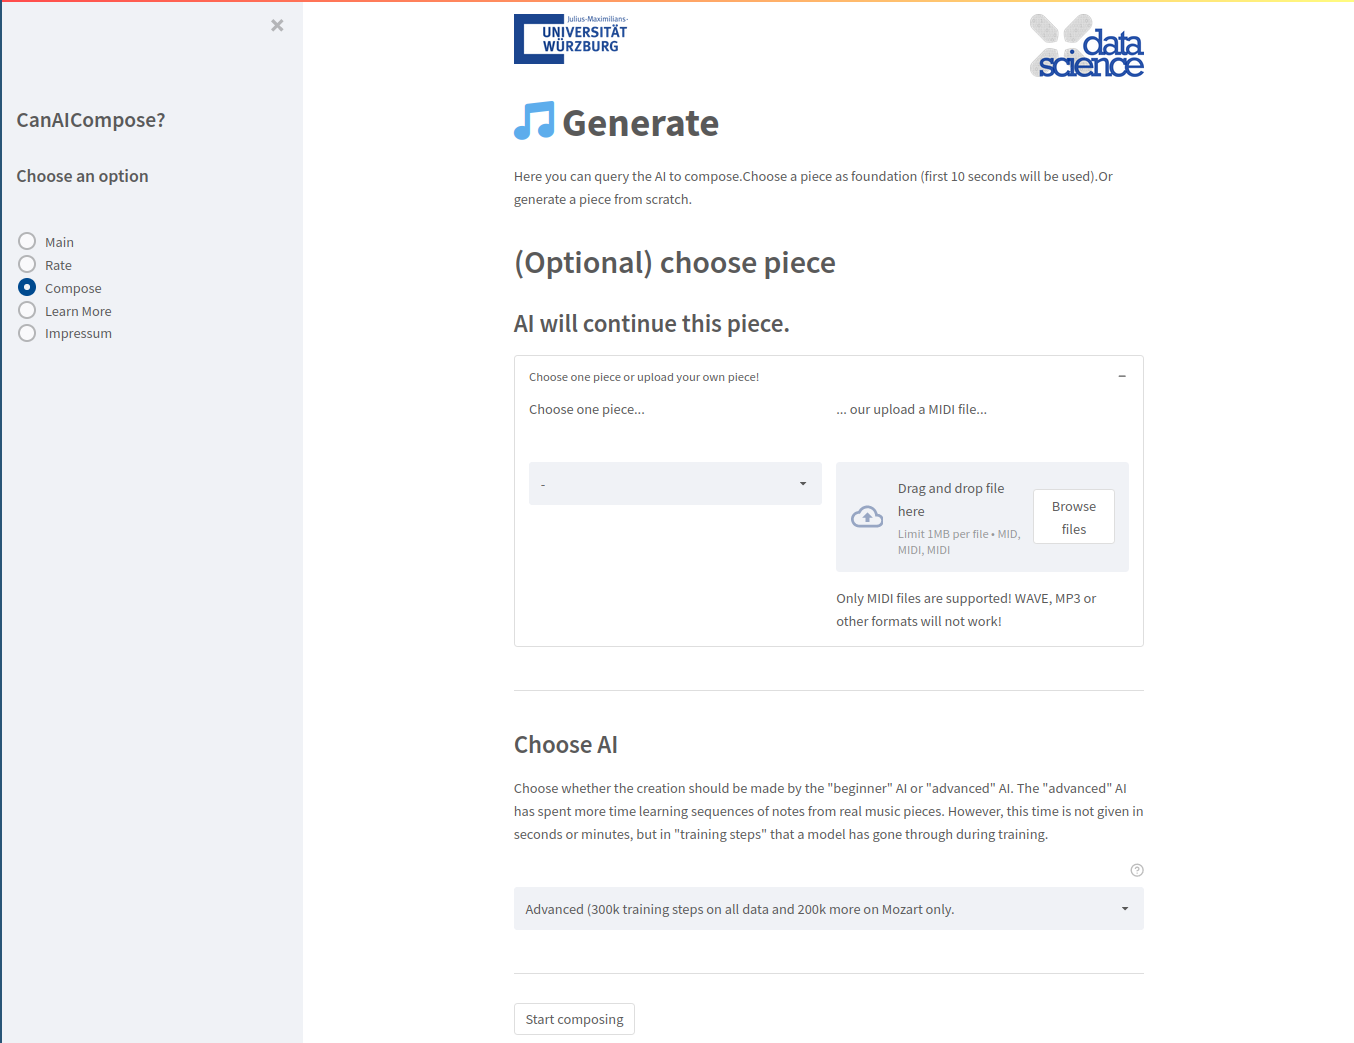 CanAICompose?
Choose an option
Main
Rate
Compose
Learn More
Impressum
Julius-Maximilians-
UNIVERSITÄT
WÜRZBURG
data
science
Generate
Here you can query the AI to compose.Choose a piece as foundation (first 10 seconds will be used).Or
generate a piece from scratch.
(Optional) choose piece
AI will continue this piece.
Choose one piece or upload your own piece!
Choose one piece...
... our upload a MIDI file...
-
Drag and drop file
here
Limit 1MB per file • MID,
MIDI, MIDI
Browse
files
Only MIDI files are supported! WAVE, MP3 or
other formats will not work!
Choose AI
Choose whether the creation should be made by the "beginner" AI or "advanced" AI. The "advanced" AI
has spent more time learning sequences of notes from real music pieces. However, this time is not given in
seconds or minutes, but in "training steps" that a model has gone through during training.
Advanced (300k training steps on all data and 200k more on Mozart only.
Start composing